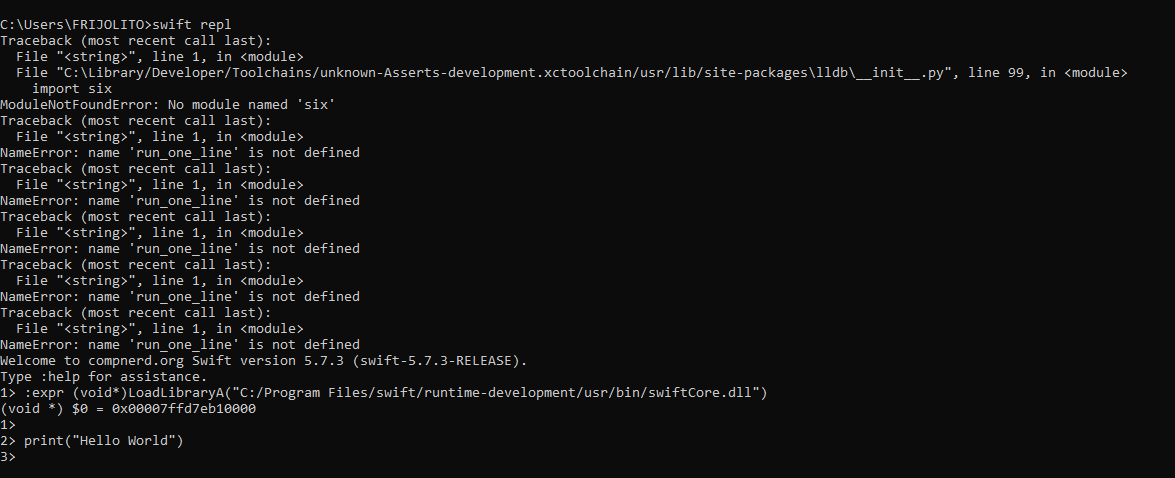 C:\Users\FRIJOLITO>swift repl
Traceback (most recent call last):
  File "<string>", line 1, in <module>
  File "C:\Library/Developer/Toolchains/unknown-Asserts-development.xctoolchain/usr/lib/site-packages\lldb\__init__.py", line 99, in <module>
    import six
ModuleNotFoundError: No module named 'six'
Traceback (most recent call last):
  File "<string>", line 1, in <module>
NameError: name 'run_one_line' is not defined
Traceback (most recent call last):
  File "<string>", line 1, in <module>
NameError: name 'run_one_line' is not defined
Traceback (most recent call last):
  File "<string>", line 1, in <module>
NameError: name 'run_one_line' is not defined
Traceback (most recent call last):
  File "<string>", line 1, in <module>
NameError: name 'run_one_line' is not defined
Traceback (most recent call last):
  File "<string>", line 1, in <module>
NameError: name 'run_one_line' is not defined
Welcome to compnerd.org Swift version 5.7.3 (swift-5.7.3-RELEASE).
Type :help for assistance.
1> :expr (void*)LoadLibraryA("C:/Program Files/swift/runtime-development/usr/bin/swiftCore.dll")
(void *) $0 = 0x00007ffd7eb10000
1>
2> print("Hello World")
3>